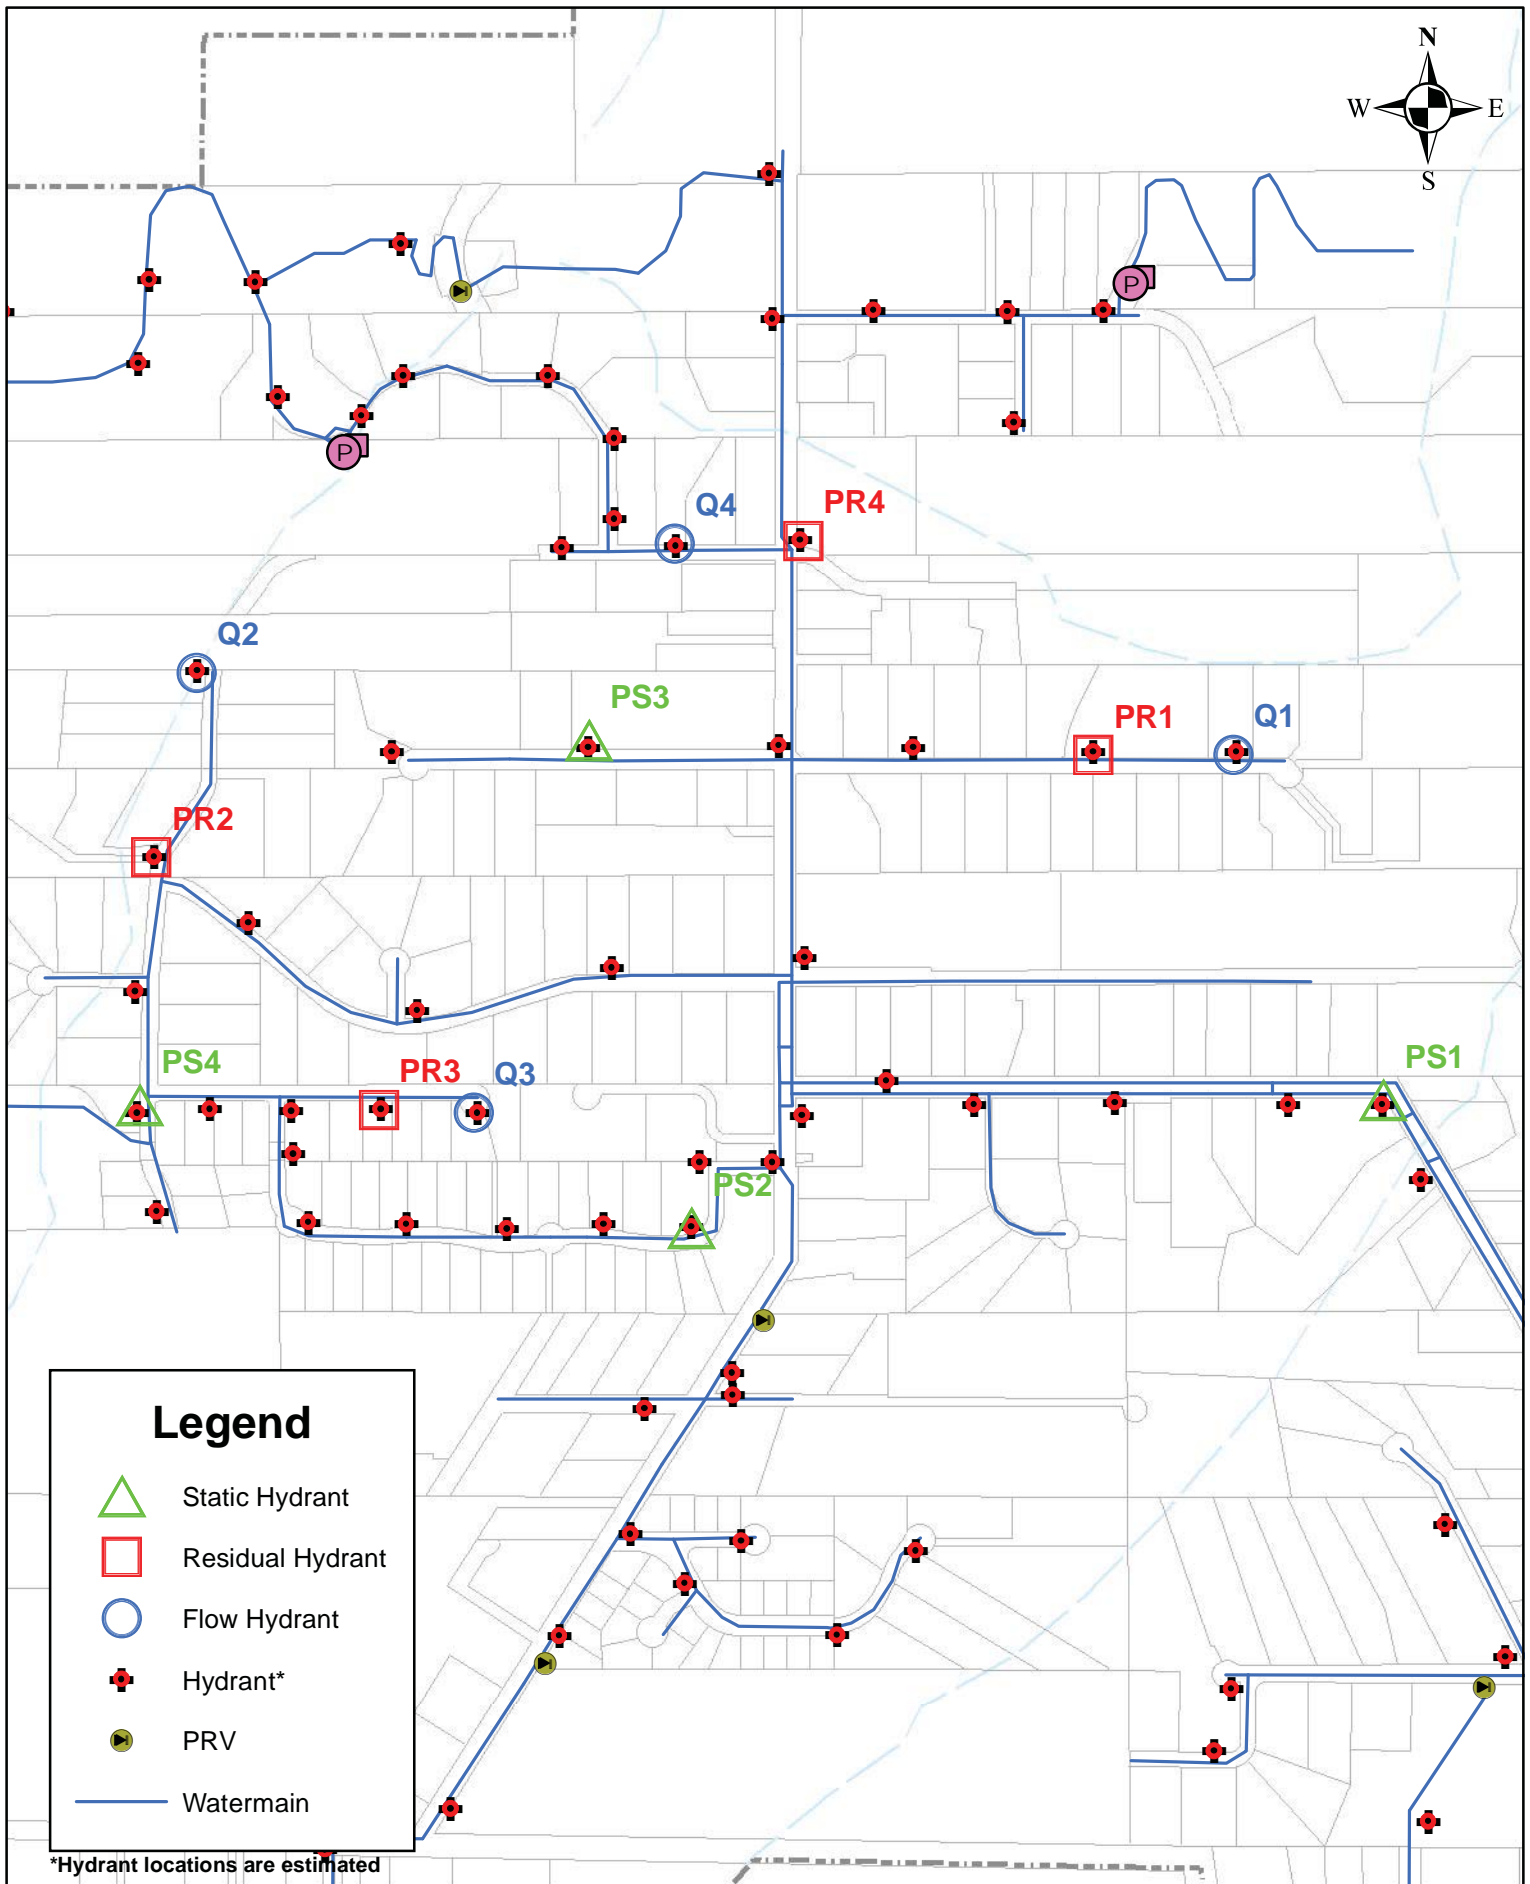 N
W E
S
P
P
Q4
PR4
Q2
PS3
PR1
Q1
PR2
PS4
PR3
Q3
PS1
PS2
Legend
Static Hydrant
Residual Hydrant
Flow Hydrant
Hydrant*
PRV
Watermain
*Hydrant locations are estimated